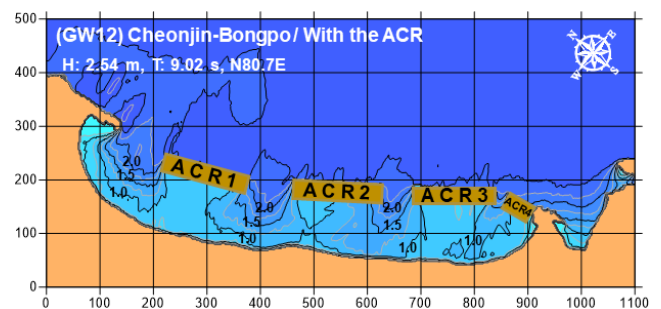 500
(GW12) Cheonjin-Bongpo/ With the ACR
H: 2.54 m, T: 9.02 s, N80.7E
N E
W S
400
300
200
100
0
2.0
1.5
1.0
ACR1
2.0
1.5
1.0
ACR2
2.0
1.5
1.0
ACR3
1.0
ACR4
0 100 200 300 400 500 600 700 800 900 1000 1100